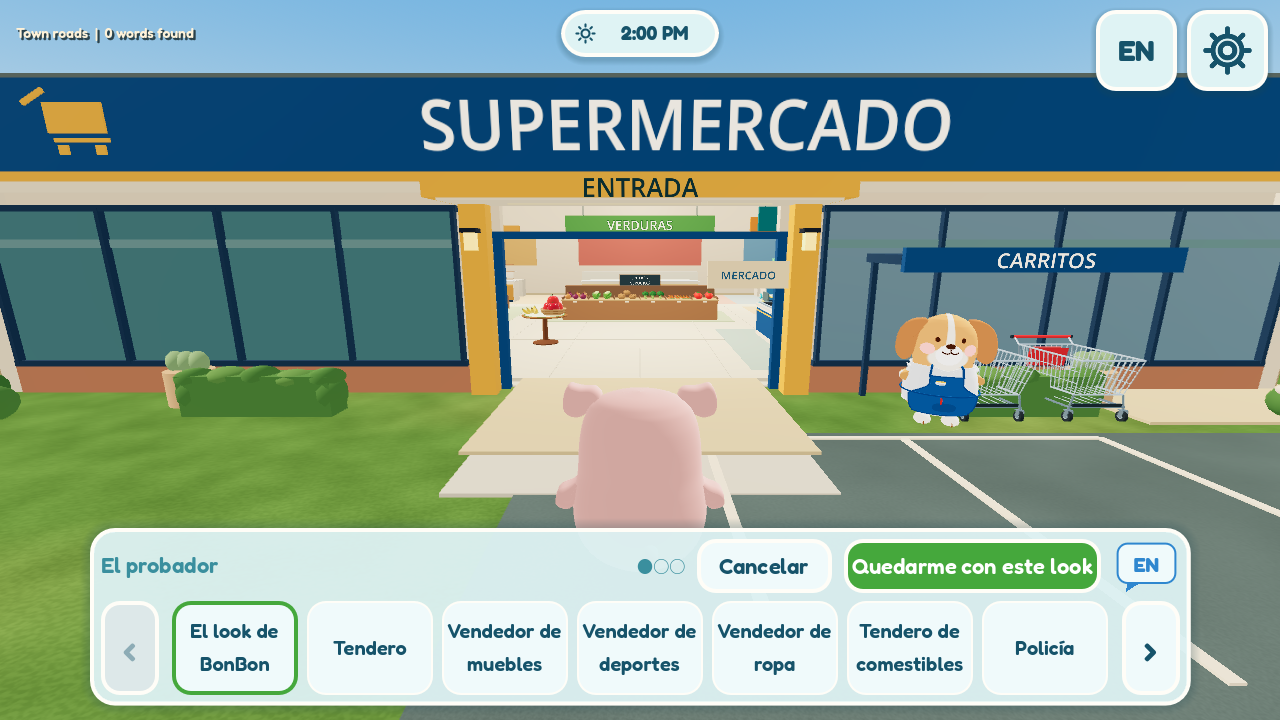 Town roads | 0 words found
2:00 PM
EN
SUPERMERCADO
ENTRADA
VERDURAS
MERCADO
CARRITOS
El probador
Cancelar
Quedarme con este look
EN
El look de
BonBon
Tendero
Vendedor de
muebles
Vendedor de
deportes
Vendedor de
ropa
Tendero de
comestibles
Policía